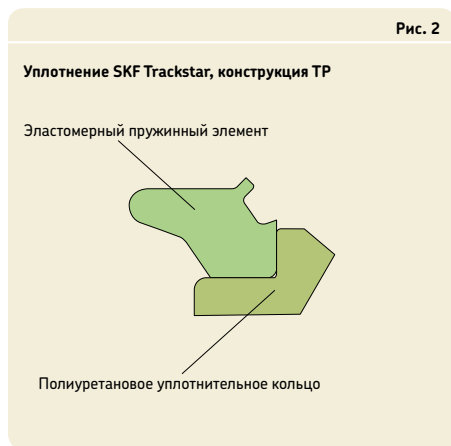 Рис. 2
Уплотнение SKF Trackstar, конструкция TP
Эластомерный пружинный элемент
Полиуретановое уплотнительное кольцо